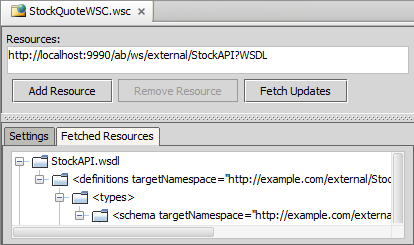 StockQuoteWSC.wsc
Resources:
http://localhost:9990/ab/ws/external/StockAPI?WSDL
Add Resource Remove Resource Fetch Updates
Settings Fetched Resources
StockAPI.wsdl
<definitions targetNamespace="http://example.com/external/Stoc
<types>
<schema targetNamespace="http://example.com/externa